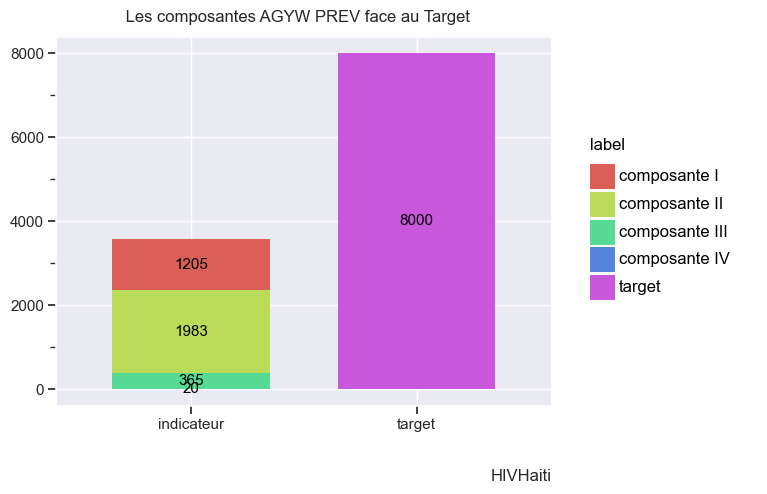 Les composantes AGYW PREV face au Target
8000
6000
4000
2000
0
1205
1983
365
20
8000
indicateur
target
label
composante I
composante II
composante III
composante IV
target
HIVHaiti